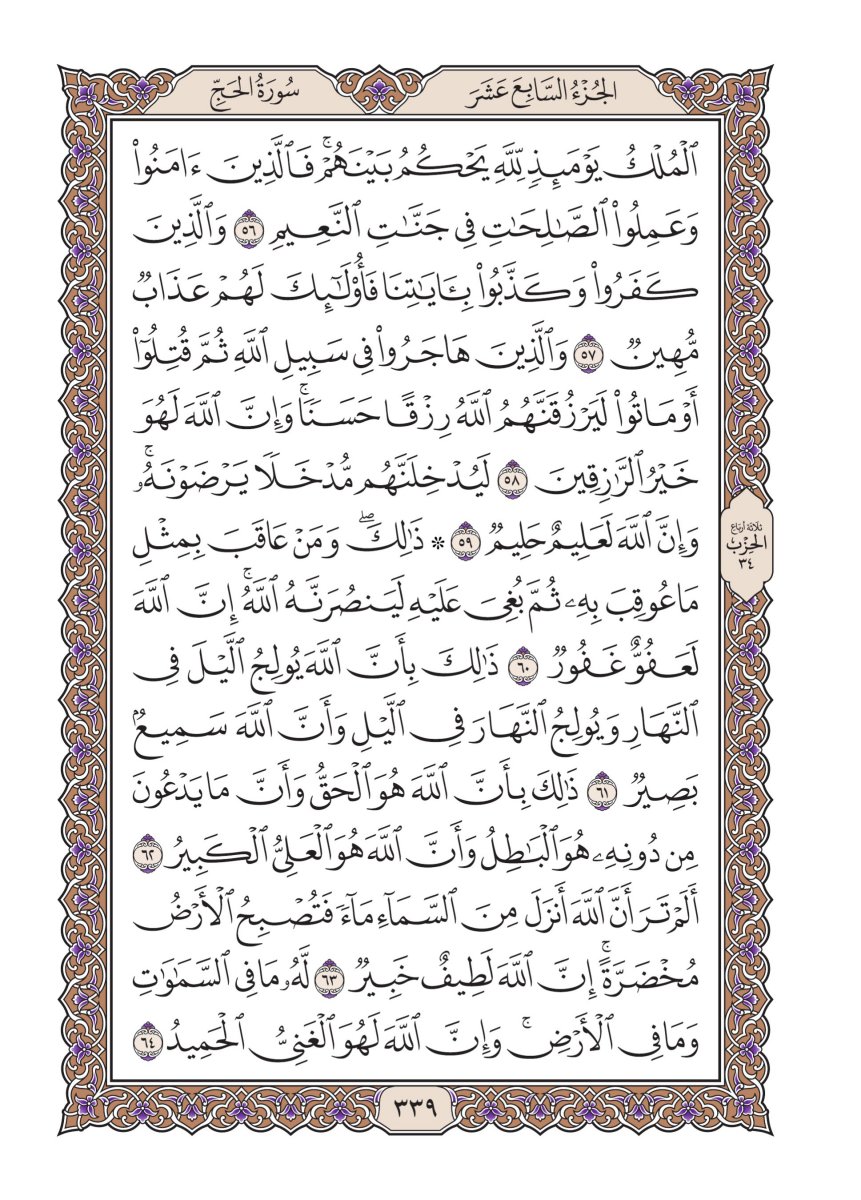 الجُزْءُ السَّابِعَ عَشَرَ
سُورَةُ الحَجِّ
ٱلْمُلْكُ يَوْمَئِذٍ لِّلَّهِ يَحْكُمُ بَيْنَهُمْۚ فَٱلَّذِينَ ءَامَنُوا۟
وَعَمِلُوا۟ ٱلصَّٰلِحَٰتِ فِى جَنَّٰتِ ٱلنَّعِيمِ ٥٦ وَٱلَّذِينَ
كَفَرُوا۟ وَكَذَّبُوا۟ بِـَٔايَٰتِنَا فَأُو۟لَٰٓئِكَ لَهُمْ عَذَابٌ
مُّهِينٌ ٥٧ وَٱلَّذِينَ هَاجَرُوا۟ فِى سَبِيلِ ٱللَّهِ ثُمَّ قُتِلُوٓا۟
أَوْ مَاتُوا۟ لَيَرْزُقَنَّهُمُ ٱللَّهُ رِزْقًا حَسَنًاۚ وَإِنَّ ٱللَّهَ لَهُوَ
خَيْرُ ٱلرَّٰزِقِينَ ٥٨ لَيُدْخِلَنَّهُم مُّدْخَلًا يَرْضَوْنَهُۥۚ
وَإِنَّ ٱللَّهَ لَعَلِيمٌ حَلِيمٌ ٥٩ * ذَٰلِكَۖ وَمَنْ عَاقَبَ بِمِثْلِ
مَا عُوقِبَ بِهِۦ ثُمَّ بُغِىَ عَلَيْهِ لَيَنصُرَنَّهُ ٱللَّهُۚ إِنَّ ٱللَّهَ
لَعَفُوٌّ غَفُورٌ ٦٠ ذَٰلِكَ بِأَنَّ ٱللَّهَ يُولِجُ ٱلَّيْلَ فِى
ٱلنَّهَارِ وَيُولِجُ ٱلنَّهَارَ فِى ٱلَّيْلِ وَأَنَّ ٱللَّهَ سَمِيعٌۢ
بَصِيرٌ ٦١ ذَٰلِكَ بِأَنَّ ٱللَّهَ هُوَ ٱلْحَقُّ وَأَنَّ مَا يَدْعُونَ
مِن دُونِهِۦ هُوَ ٱلْبَٰطِلُ وَأَنَّ ٱللَّهَ هُوَ ٱلْعَلِىُّ ٱلْكَبِيرُ ٦٢
أَلَمْ تَرَ أَنَّ ٱللَّهَ أَنزَلَ مِنَ ٱلسَّمَآءِ مَآءً فَتُصْبِحُ ٱلْأَرْضُ
مُخْضَرَّةًۗ إِنَّ ٱللَّهَ لَطِيفٌ خَبِيرٌ ٦٣ لَّهُۥ مَا فِى ٱلسَّمَٰوَٰتِ
وَمَا فِى ٱلْأَرْضِۚ وَإِنَّ ٱللَّهَ لَهُوَ ٱلْغَنِىُّ ٱلْحَمِيدُ ٦٤
ثلاثة أرباع
الحِزْب
٣٤
٣٣٩